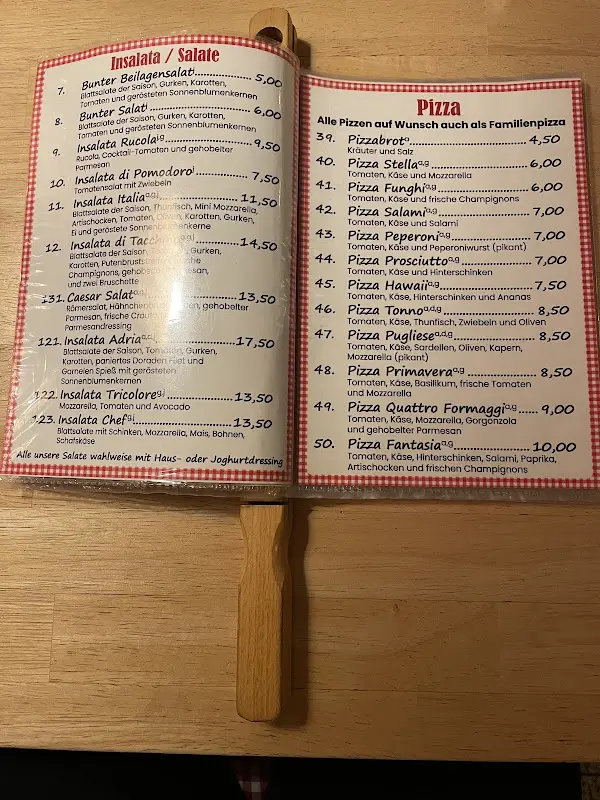 Insalata / Salate
7. Bunter Beilagensalat 5,00
Blattsalate der Saison, Gurken, Karotten,
Tomaten und gerösteten Sonnenblumenkernen
8. Bunter Salat 6,00
Blattsalate der Saison, Gurken, Karotten,
Tomaten und gerösteten Sonnenblumenkernen
9. Insalata Rucola 9,50
Rucola, Cocktail-Tomaten und gehobelter
Parmesan
10. Insalata di Pomodoro 7,50
Tomatensalat mit Zwiebeln
11. Insalata Italia 11,50
Blattsalate der Saison, Thunfisch, Mini Mozzarella,
Artischocken, Tomaten, Oliven, Karotten, Gurken,
Ei und geröstete Sonnenblumenkerne
12. Insalata di 14,50
Blattsalate der Saison, Gurken,
Karotten,
Champignons,
und zwei Bruschette
131. Caesar Salat 13,50
Römersalat, gehobelter
Parmesan, frische
Parmesandressing
121. Insalata Adria 17,50
Blattsalate der Saison, Tomaten, Gurken,
Karotten, paniertes Doraden Filet und
Garnelen Spieß mit gerösteten
Sonnenblumenkernen
122. Insalata Tricolore 13,50
Mozzarella, Tomaten und Avocado
123. Insalata Chef 13,50
Blattsalate mit Schinken, Mozzarella, Mais, Bohnen,
Schafskäse
Alle unsere Salate wahlweise mit Haus- oder Joghurtdressing
Pizza
Alle Pizzen auf Wunsch auch als Familienpizza
39. Pizzabrot 4,50
Kräuter und Salz
40. Pizza Stella a,g 6,00
Tomaten, Käse und Mozzarella
41. Pizza Funghi a,g 6,00
Tomaten, Käse und frische Champignons
42. Pizza Salami a,g 7,00
Tomaten, Käse und Salami
43. Pizza Peperoni a,g 7,00
Tomaten, Käse und Peperoniwurst (pikant)
44. Pizza Prosciutto a,g 7,00
Tomaten, Käse und Hinterschinken
45. Pizza Hawaii a,g 7,50
Tomaten, Käse, Hinterschinken und Ananas
46. Pizza Tonno a,d,g 8,50
Tomaten, Käse, Thunfisch, Zwiebeln und Oliven
47. Pizza Pugliese a,d,g 8,50
Tomaten, Käse, Sardellen, Oliven, Kapern,
Mozzarella (pikant)
48. Pizza Primavera a,g 8,50
Tomaten, Käse, Basilikum, frische Tomaten
und Mozzarella
49. Pizza Quattro Formaggi a,g 9,00
Tomaten, Käse, Mozzarella, Gorgonzola
und gehobelter Parmesan
50. Pizza Fantasia a,g 10,00
Tomaten, Käse, Hinterschinken, Salami, Paprika,
Artischocken und frischen Champignons